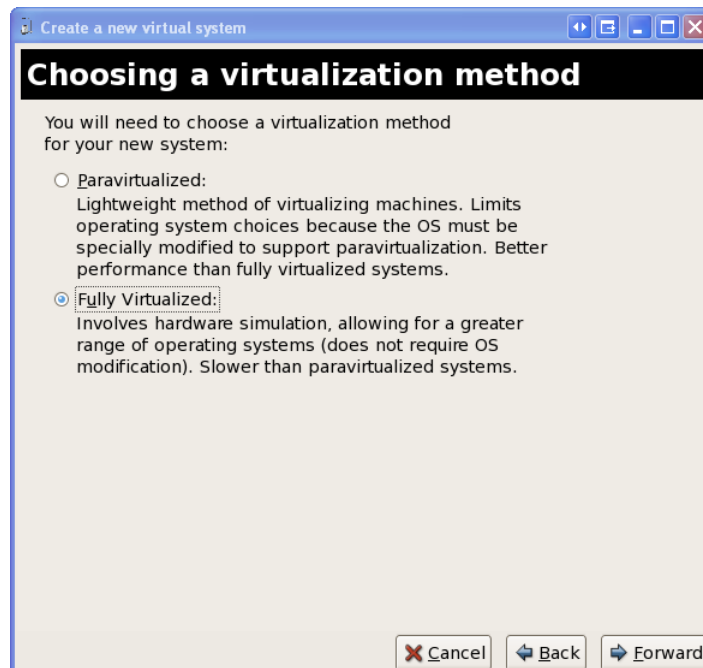 Create a new virtual system
Choosing a virtualization method
You will need to choose a virtualization method
for your new system:
Paravirtualized:
Lightweight method of virtualizing machines. Limits
operating system choices because the OS must be
specially modified to support paravirtualization. Better
performance than fully virtualized systems.
Fully Virtualized:
Involves hardware simulation, allowing for a greater
range of operating systems (does not require OS
modification). Slower than paravirtualized systems.
Cancel Back Forward